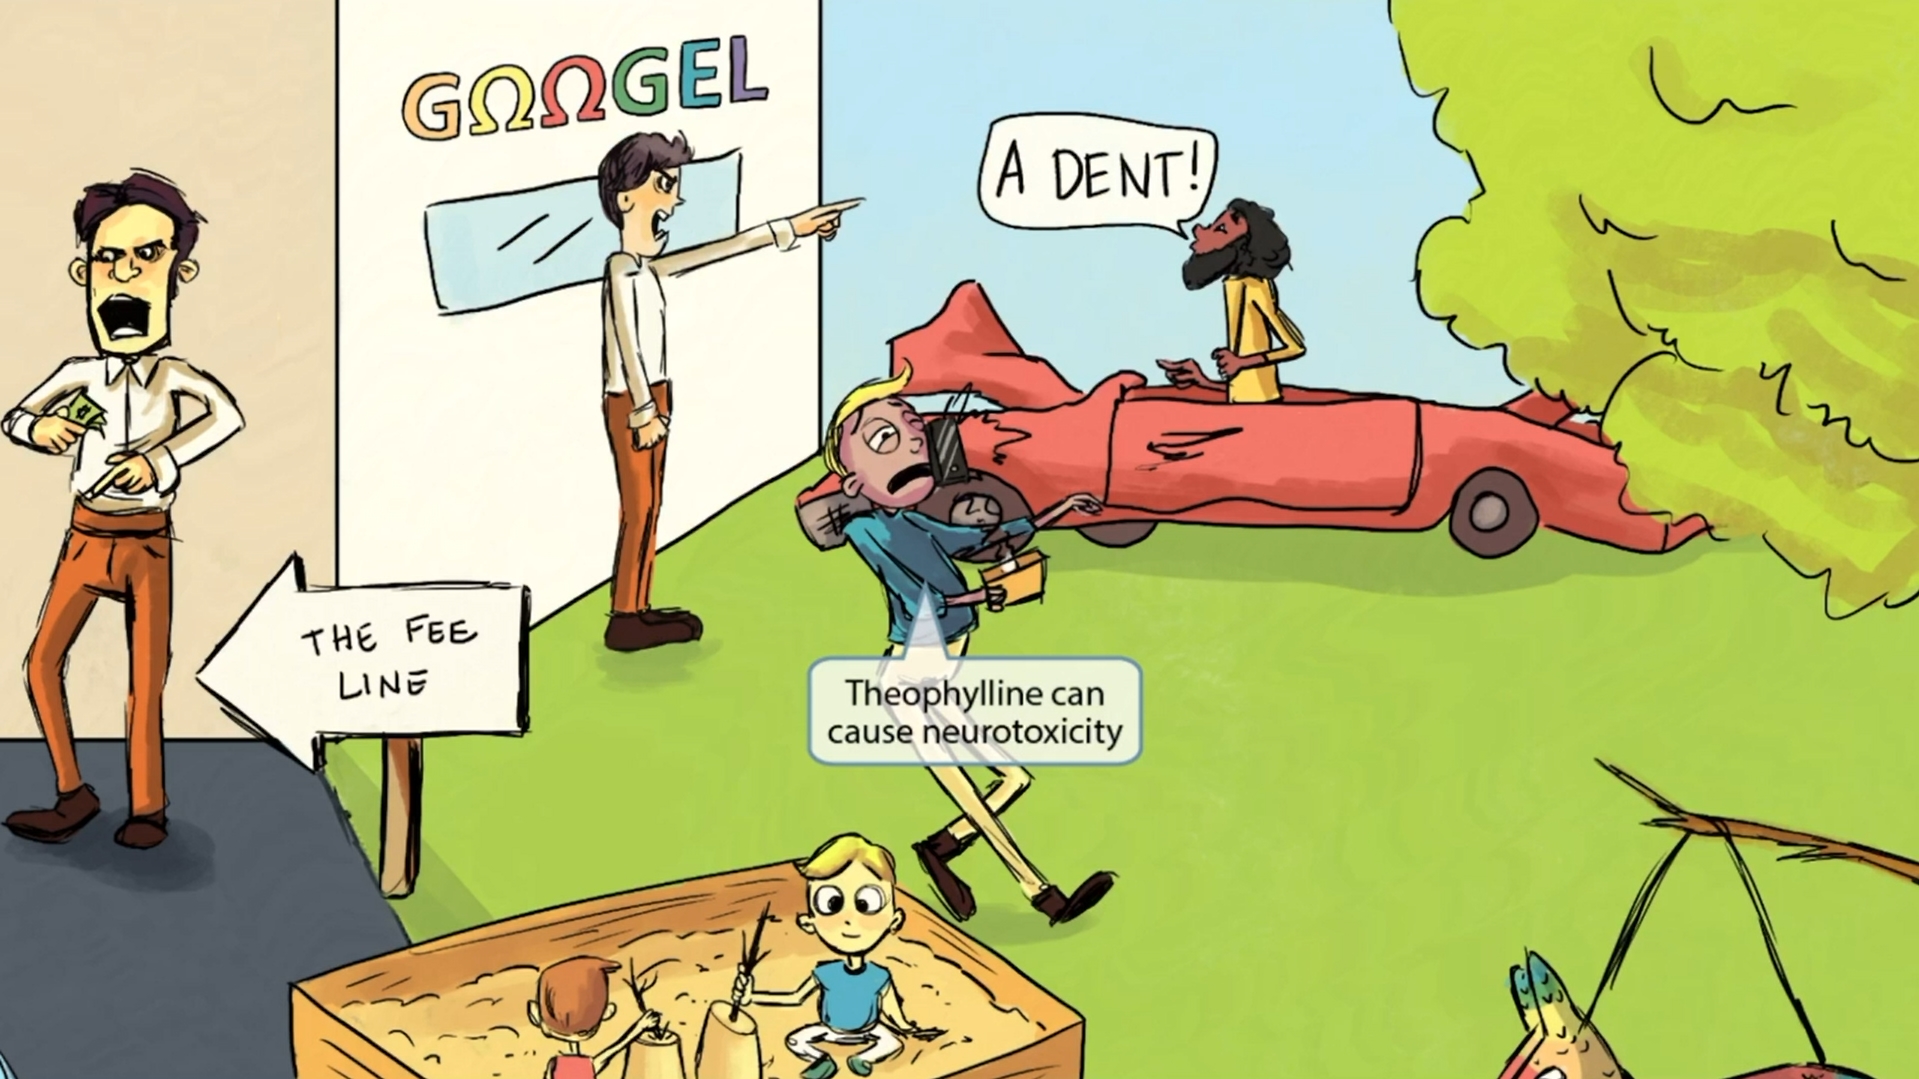 GΩΩGEL
A DENT!
THE FEE
LINE
Theophylline can
cause neurotoxicity